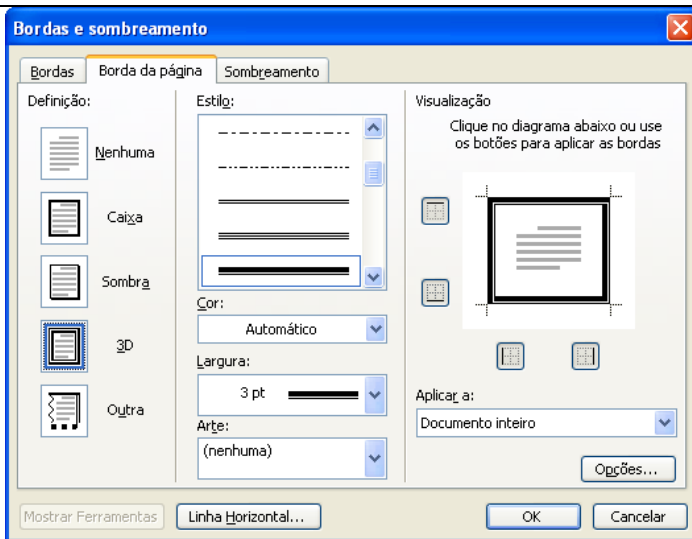 Bordas e sombreamento
Bordas
Borda da página
Sombreamento
Definição:
Nenhuma
Caixa
Sombra
3D
Outra
Estilo:
Cor:
Automático
Largura:
3 pt
Arte:
(nenhuma)
Visualização
Clique no diagrama abaixo ou use
os botões para aplicar as bordas
Aplicar a:
Documento inteiro
Opções...
Mostrar Ferramentas
Linha Horizontal...
OK
Cancelar